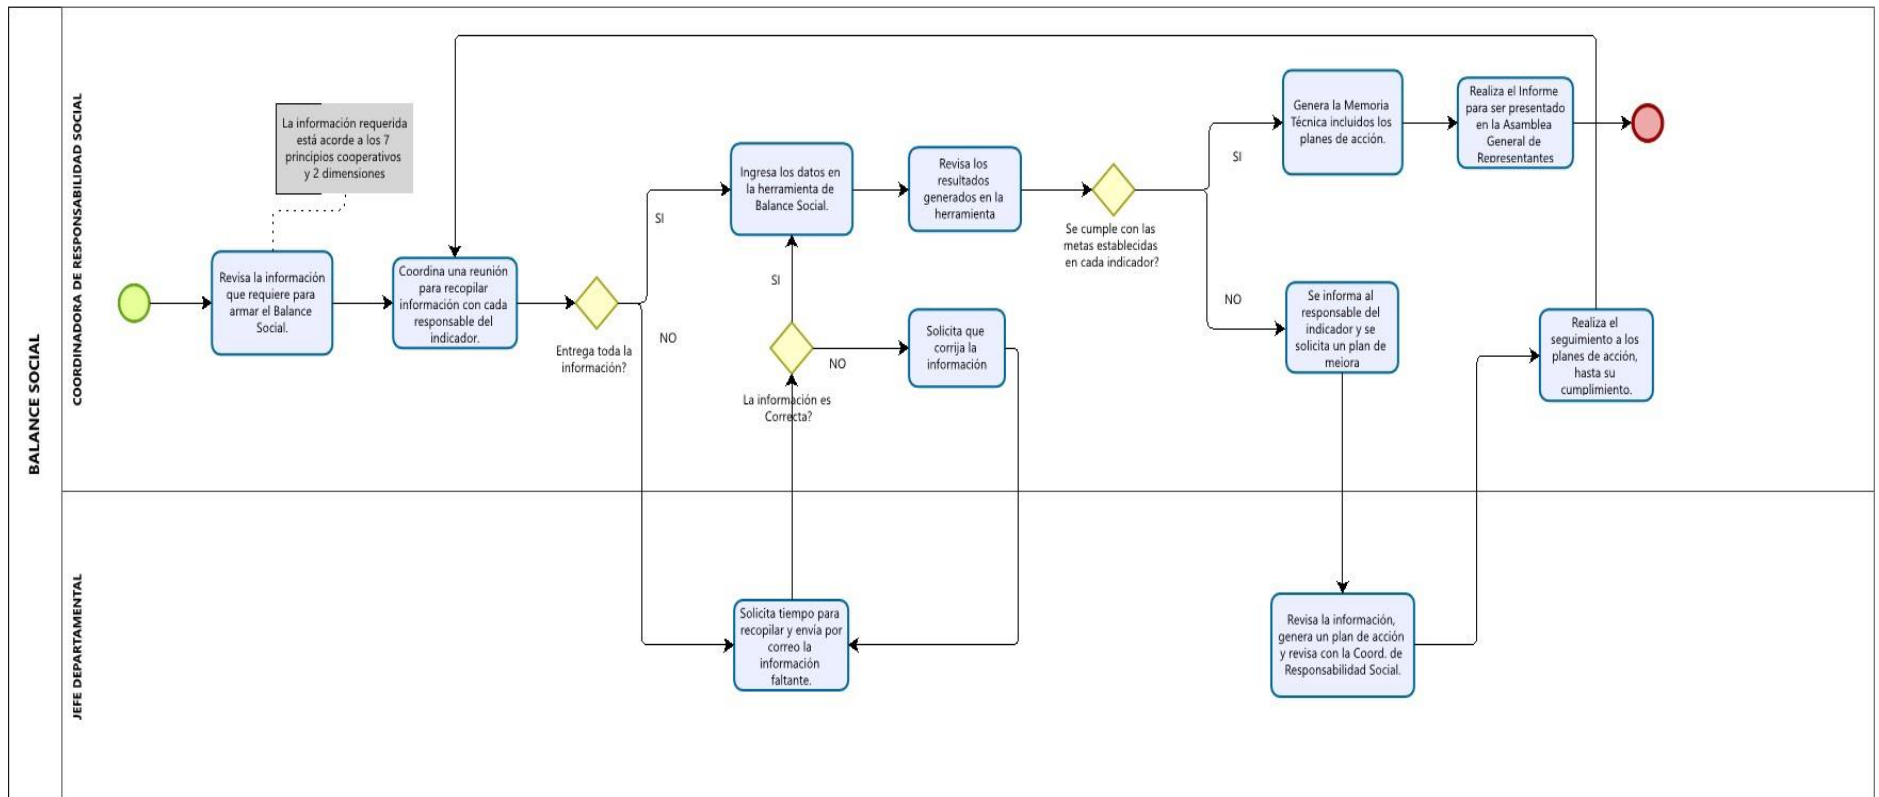 BALANCE SOCIAL
COORDINADORA DE RESPONSABILIDAD SOCIAL
La información requerida
está acorde a los 7
principios cooperativos
y 2 dimensiones
Revisa la información
que requiere para
armar el Balance
Social.
Coordina una reunión
para recopilar
información con cada
responsable del
indicador.
Entrega toda la
información?
SI
NO
Ingresa los datos en
la herramienta de
Balance Social.
SI
La información es
Correcta?
NO
Solicita que
corrija la
información
Revisa los
resultados
generados en la
herramienta
Se cumple con las
metas establecidas
en cada indicador?
SI
NO
Genera la Memoria
Técnica incluidos los
planes de acción.
Realiza el Informe
para ser presentado
en la Asamblea
General de
Representantes
Se informa al
responsable del
indicador y se
solicita un plan de
mejora
Realiza el
seguimiento a los
planes de acción,
hasta su
cumplimiento.
JEFE DEPARTAMENTAL
Solicita tiempo para
recopilar y envía por
correo la
información
faltante.
Revisa la información,
genera un plan de acción
y revisa con la Coord. de
Responsabilidad Social.